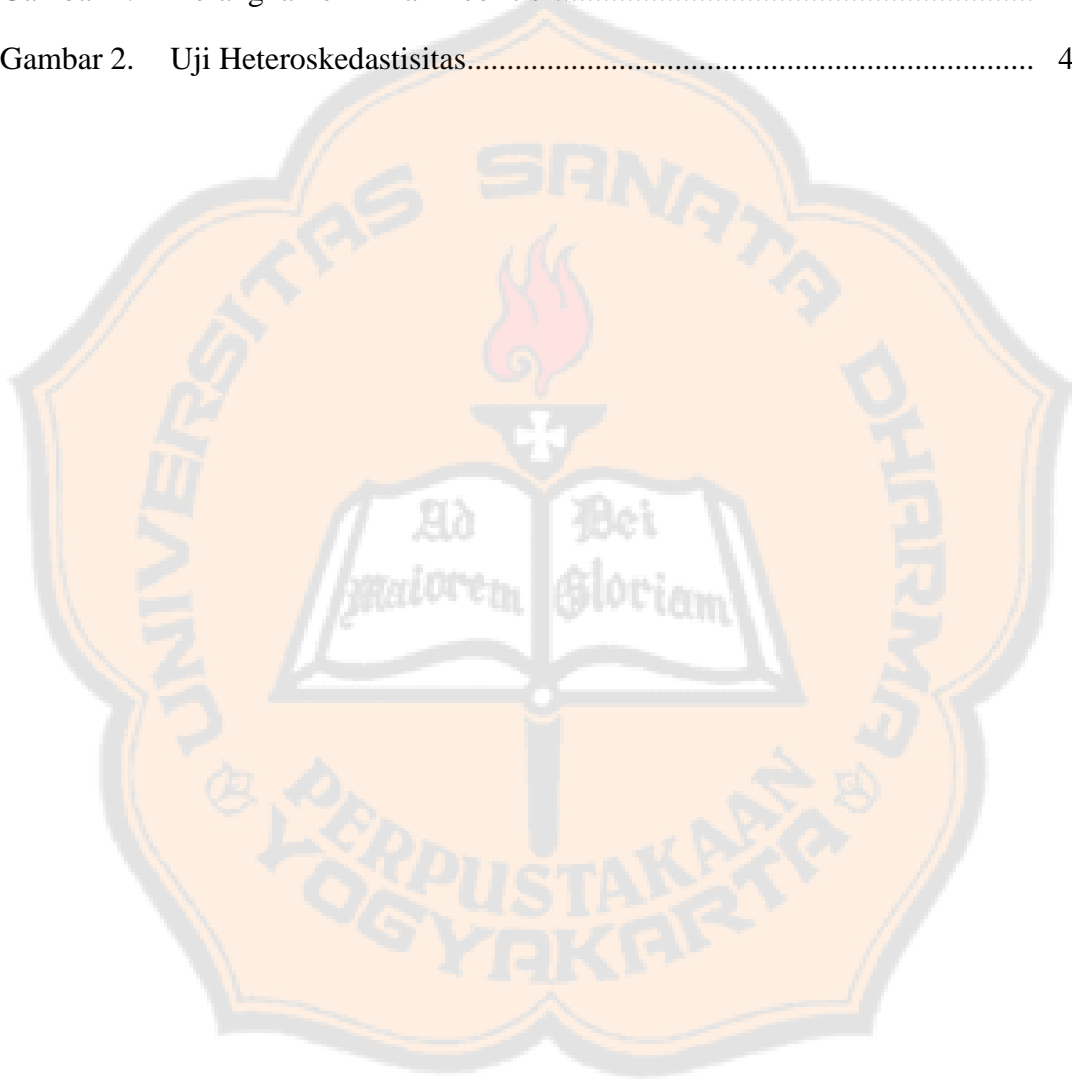 Gambar 2. Uji Heteroskedastisitas....................................................................... 4
UNIVERSITAS SANATA DHARMA
Ad Dei
Maiorem Gloriam
PERPUSTAKAAN
YOGYAKARTA